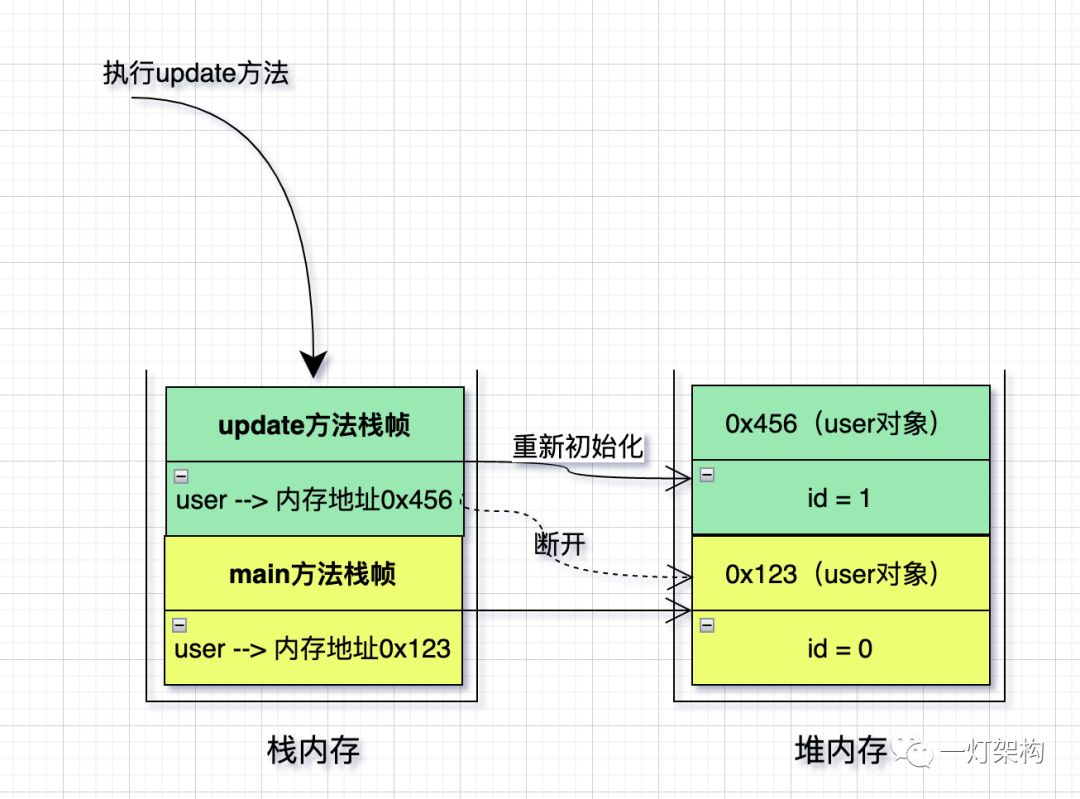 执行update方法
update方法栈帧
user --> 内存地址0x456
main方法栈帧
user --> 内存地址0x123
重新初始化
断开
0x456（user对象）
id = 1
0x123（user对象）
id = 0
栈内存
堆内存
一灯架构